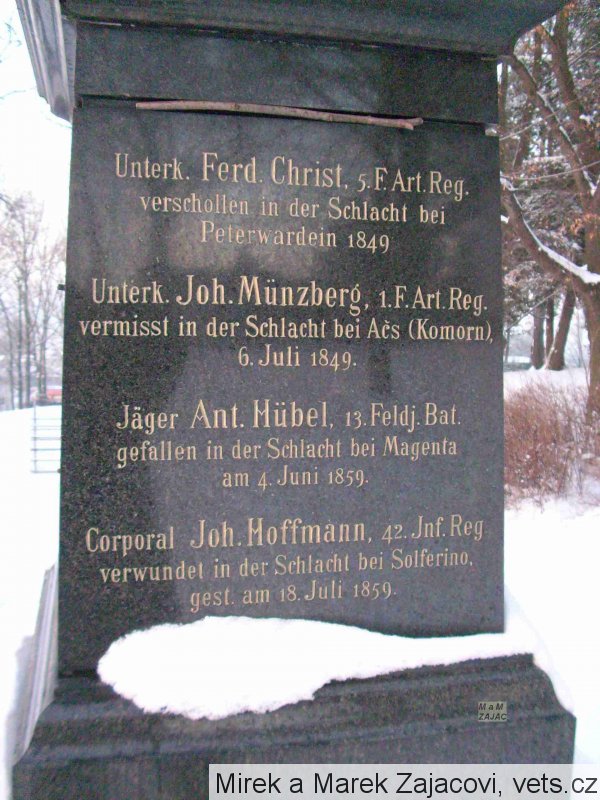 Unterk. Ferd. Christ, 5. F. Art. Reg.
verschollen in der Schlacht bei
Peterwardein 1849
Unterk. Joh. Münzberg, 1. F. Art. Reg.
vermisst in der Schlacht bei Ačs (Komorn),
6. Juli 1849.
Jäger Ant. Hübel, 13. Feldj. Bat.
gefallen in der Schlacht bei Magenta
am 4. Juni 1859.
Corporal Joh. Hoffmann, 42. Jnf. Reg
verwundet in der Schlacht bei Solferino,
gest. am 18. Juli 1859.
M a M
ZAJAC
Mirek a Marek Zajacovi, vets.cz